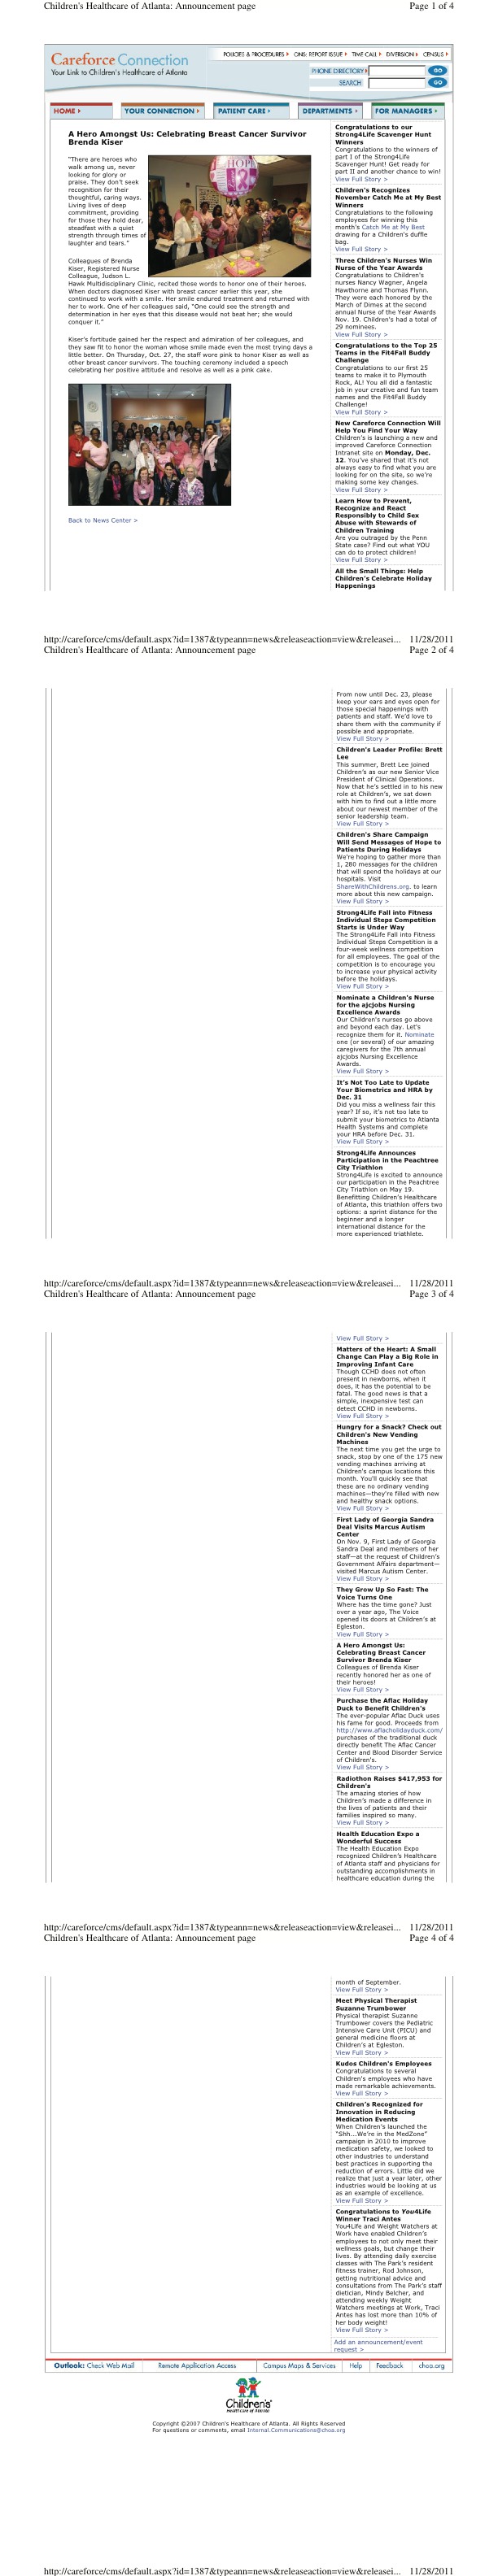 Children's Healthcare of Atlanta: Announcement page Page 1 of 4
Careforce Connection
Your Link to Children's Healthcare of Atlanta
POLICIES & PROCEDURES ONS: REPORT ISSUE TIME CALL DIVERSION CENSUS
PHONE DIRECTORY GO
SEARCH GO
HOME YOUR CONNECTION PATIENT CARE DEPARTMENTS FOR MANAGERS
A Hero Amongst Us: Celebrating Breast Cancer Survivor
Brenda Kiser
"There are heroes who
walk among us, never
looking for glory or
praise. They don't seek
recognition for their
thoughtful, caring ways.
Living lives of deep
commitment, providing
for those they hold dear,
steadfast with a quiet
strength through times of
laughter and tears."
HOPE
Colleagues of Brenda
Kiser, Registered Nurse
Colleague, Judson L.
Hawk Multidisciplinary Clinic, recited those words to honor one of their heroes.
When doctors diagnosed Kiser with breast cancer earlier this year, she
continued to work with a smile. Her smile endured treatment and returned with
her to work. One of her colleagues said, "One could see the strength and
determination in her eyes that this disease would not beat her; she would
conquer it."
Kiser's fortitude gained her the respect and admiration of her colleagues, and
they saw fit to honor the woman whose smile made even the most trying days a
little better. On Thursday, Oct. 27, the staff wore pink to honor Kiser as well as
other breast cancer survivors. The touching ceremony included a speech
celebrating her positive attitude and resolve as well as a pink cake.
Back to News Center >
Congratulations to our
Strong4Life Scavenger Hunt
Winners
Congratulations to the winners of
part I of the Strong4Life
Scavenger Hunt! Get ready for
part II and another chance to win!
View Full Story >
Children's Recognizes
November Catch Me at My Best
Winners
Congratulations to the following
employees for winning this
month's Catch Me at My Best
drawing for a Children's duffle
bag.
View Full Story >
Three Children's Nurses Win
Nurse of the Year Awards
Congratulations to Children's
nurses Nancy Wagner, Angela
Hawthorne and Thomas Flynn.
They were each honored by the
March of Dimes at the second
annual Nurse of the Year Awards
Nov. 19. Children's had a total of
29 nominees.
View Full Story >
Congratulations to the Top 25
Teams in the Fit4Fall Buddy
Challenge
Congratulations to our first 25
teams to make it to Plymouth
Rock, AL! You all did a fantastic
job in your creative and fun team
names and the Fit4Fall Buddy
Challenge!
View Full Story >
New Careforce Connection Will
Help You Find Your Way
Children's is launching a new and
improved Careforce Connection
Intranet site on Monday, Dec.
12. You've shared that it's not
always easy to find what you are
looking for on the site, so we're
making some key changes.
View Full Story >
Learn How to Prevent,
Recognize and React
Responsibly to Child Sex
Abuse with Stewards of
Children Training
Are you outraged by the Penn
State case? Find out what YOU
can do to protect children!
View Full Story >
All the Small Things: Help
Children's Celebrate Holiday
Happenings
http://careforce/cms/default.aspx?id=1387&typeann=news&releaseaction=view&releasei... 11/28/2011
Children's Healthcare of Atlanta: Announcement page Page 2 of 4
From now until Dec. 23, please
keep your ears and eyes open for
those special happenings with
patients and staff. We'd love to
share them with the community if
possible and appropriate.
View Full Story >
Children's Leader Profile: Brett
Lee
This summer, Brett Lee joined
Children's as our new Senior Vice
President of Clinical Operations.
Now that he's settled in to his new
role at Children's, we sat down
with him to find out a little more
about our newest member of the
senior leadership team.
View Full Story >
Children's Share Campaign
Will Send Messages of Hope to
Patients During Holidays
We're hoping to gather more than
1, 280 messages for the children
that will spend the holidays at our
hospitals. Visit
ShareWithChildrens.org. to learn
more about this new campaign.
View Full Story >
Strong4Life Fall into Fitness
Individual Steps Competition
Starts is Under Way
The Strong4Life Fall into Fitness
Individual Steps Competition is a
four-week wellness competition
for all employees. The goal of the
competition is to encourage you
to increase your physical activity
before the holidays.
View Full Story >
Nominate a Children's Nurse
for the ajcjobs Nursing
Excellence Awards
Our Children's nurses go above
and beyond each day. Let's
recognize them for it. Nominate
one (or several) of our amazing
caregivers for the 7th annual
ajcjobs Nursing Excellence
Awards.
View Full Story >
It's Not Too Late to Update
Your Biometrics and HRA by
Dec. 31
Did you miss a wellness fair this
year? If so, it's not too late to
submit your biometrics to Atlanta
Health Systems and complete
your HRA before Dec. 31.
View Full Story >
Strong4Life Announces
Participation in the Peachtree
City Triathlon
Strong4Life is excited to announce
our participation in the Peachtree
City Triathlon on May 19.
Benefitting Children's Healthcare
of Atlanta, this triathlon offers two
options: a sprint distance for the
beginner and a longer
international distance for the
more experienced triathlete.
http://careforce/cms/default.aspx?id=1387&typeann=news&releaseaction=view&releasei... 11/28/2011
Children's Healthcare of Atlanta: Announcement page Page 3 of 4
View Full Story >
Matters of the Heart: A Small
Change Can Play a Big Role in
Improving Infant Care
Though CCHD does not often
present in newborns, when it
does, it has the potential to be
fatal. The good news is that a
simple, inexpensive test can
detect CCHD in newborns.
View Full Story >
Hungry for a Snack? Check out
Children's New Vending
Machines
The next time you get the urge to
snack, stop by one of the 175 new
vending machines arriving at
Children's campus locations this
month. You'll quickly see that
these are no ordinary vending
machines—they're filled with new
and healthy snack options.
View Full Story >
First Lady of Georgia Sandra
Deal Visits Marcus Autism
Center
On Nov. 9, First Lady of Georgia
Sandra Deal and members of her
staff—at the request of Children's
Government Affairs department—
visited Marcus Autism Center.
View Full Story >
They Grow Up So Fast: The
Voice Turns One
Where has the time gone? Just
over a year ago, The Voice
opened its doors at Children's at
Egleston.
View Full Story >
A Hero Amongst Us:
Celebrating Breast Cancer
Survivor Brenda Kiser
Colleagues of Brenda Kiser
recently honored her as one of
their heroes!
View Full Story >
Purchase the Aflac Holiday
Duck to Benefit Children's
The ever-popular Aflac Duck uses
his fame for good. Proceeds from
http://www.aflacholidayduck.com/
purchases of the traditional duck
directly benefit The Aflac Cancer
Center and Blood Disorder Service
of Children's.
View Full Story >
Radiothon Raises $417,953 for
Children's
The amazing stories of how
Children's made a difference in
the lives of patients and their
families inspired so many.
View Full Story >
Health Education Expo a
Wonderful Success
The Health Education Expo
recognized Children's Healthcare
of Atlanta staff and physicians for
outstanding accomplishments in
healthcare education during the
http://careforce/cms/default.aspx?id=1387&typeann=news&releaseaction=view&releasei... 11/28/2011
Children's Healthcare of Atlanta: Announcement page Page 4 of 4
month of September.
View Full Story >
Meet Physical Therapist
Suzanne Trumbower
Physical therapist Suzanne
Trumbower covers the Pediatric
Intensive Care Unit (PICU) and
general medicine floors at
Children's at Egleston.
View Full Story >
Kudos Children's Employees
Congratulations to several
Children's employees who have
made remarkable achievements.
View Full Story >
Children's Recognized for
Innovation in Reducing
Medication Events
When Children's launched the
"Shh...We're in the MedZone"
campaign in 2010 to improve
medication safety, we looked to
other industries to understand
best practices in supporting the
reduction of errors. Little did we
realize that just a year later, other
industries would be looking at us
as an example of excellence.
View Full Story >
Congratulations to You4Life
Winner Traci Antes
You4Life and Weight Watchers at
Work have enabled Children's
employees to not only meet their
wellness goals, but change their
lives. By attending daily exercise
classes with The Park's resident
fitness trainer, Rod Johnson,
getting nutritional advice and
consultations from The Park's staff
dietician, Mindy Belcher, and
attending weekly Weight
Watchers meetings at Work, Traci
Antes has lost more than 10% of
her body weight!
View Full Story >
Add an announcement/event
request >
Outlook: Check Web Mail Remote Application Access Campus Maps & Services Help Feedback choa.org
Children's
Healthcare of Atlanta
Copyright ©2007 Children's Healthcare of Atlanta. All Rights Reserved
For questions or comments, email Internal.Communications@choa.org
http://careforce/cms/default.aspx?id=1387&typeann=news&releaseaction=view&releasei... 11/28/2011